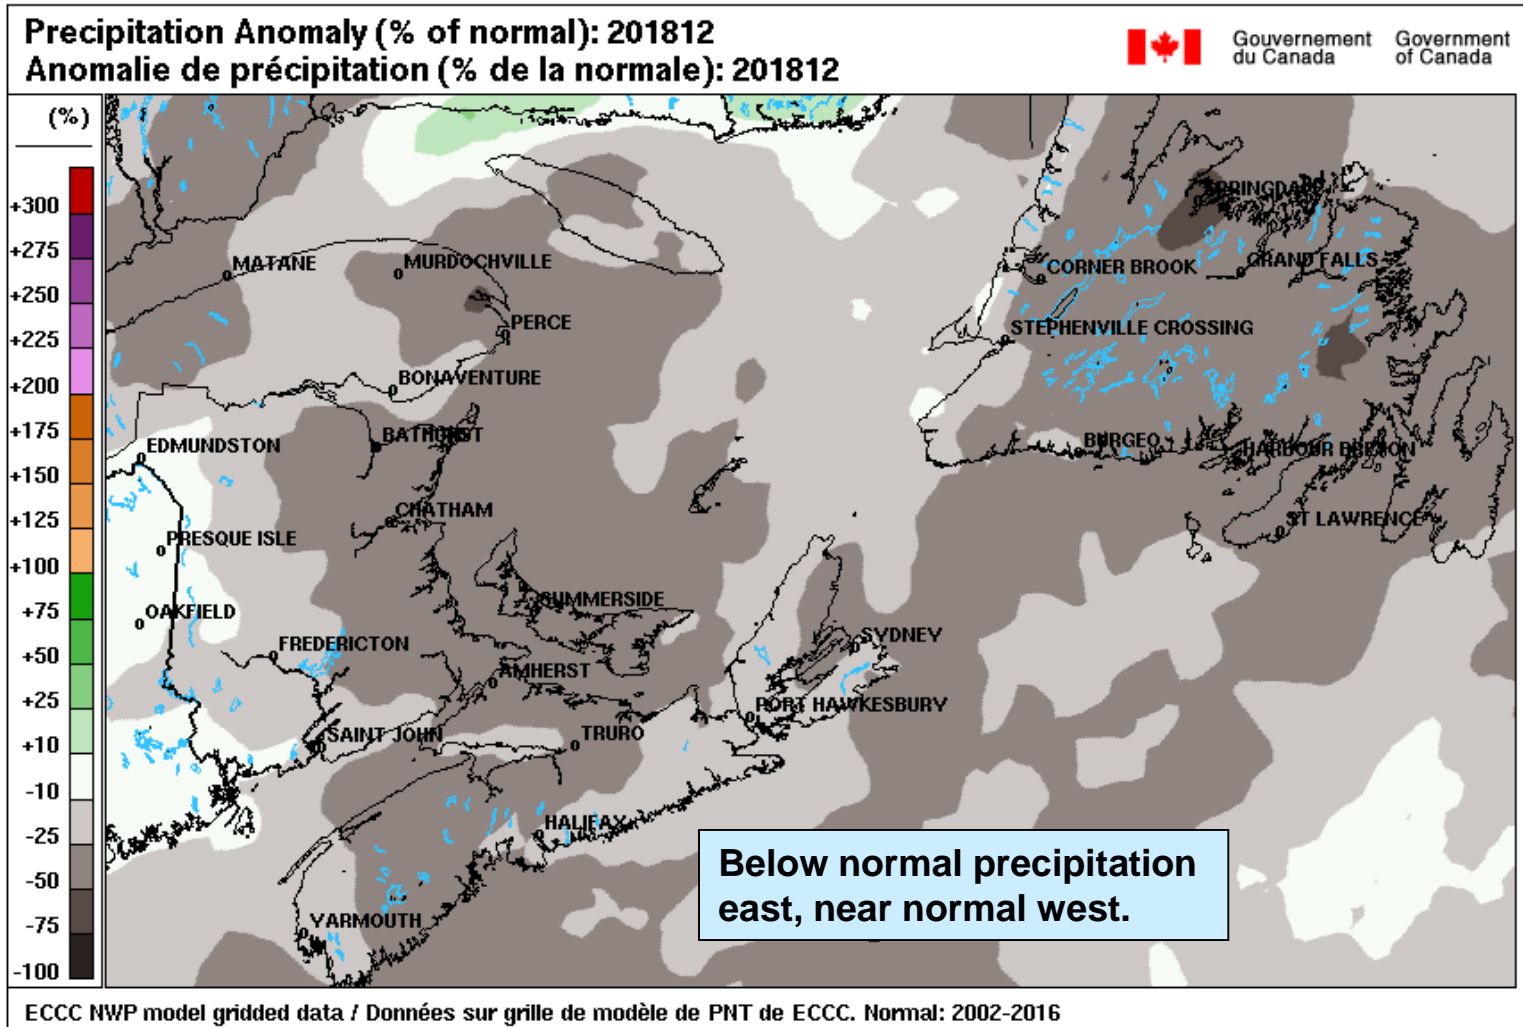 Precipitation Anomaly (% of normal): 201812
Anomalie de précipitation (% de la normale): 201812
Gouvernement du Canada
Government of Canada
(%)
+300
+275
+250
+225
+200
+175
+150
+125
+100
+75
+50
+25
+10
-10
-25
-50
-75
-100
SPRINGDALE
MATANE
MURDOCHVILLE
CORNER BROOK
GRAND FALLS
PERCE
STEPHENVILLE CROSSING
BONAVENTURE
EDMUNDSTON
BATHURST
BURGEO
HARBOUR BRETON
CHATHAM
ST LAWRENCE
PRESQUE ISLE
OAKFIELD
SUMMERSIDE
FREDERICTON
SYDNEY
AMHERST
PORT HAWKESBURY
SAINT JOHN
TRURO
HALIFAX
YARMOUTH
Below normal precipitation
east, near normal west.
ECCC NWP model gridded data / Données sur grille de modèle de PNT de ECCC. Normal: 2002-2016